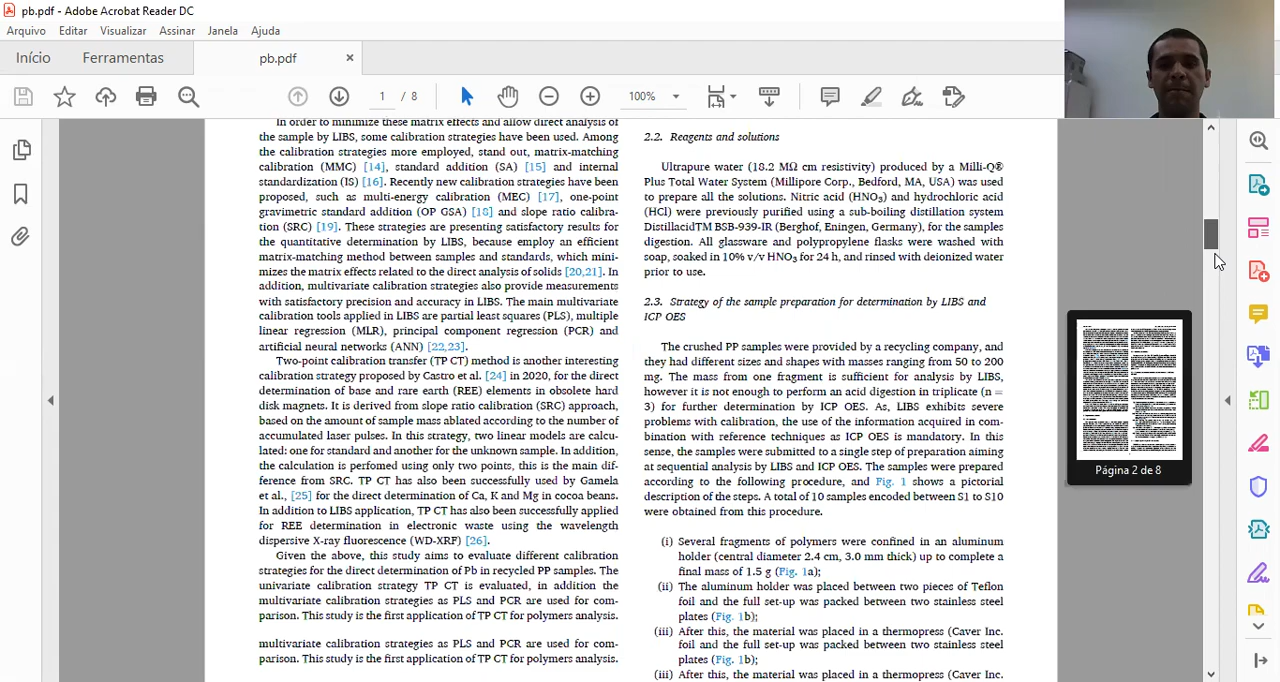 pb.pdf - Adobe Acrobat Reader DC
Arquivo Editar Visualizar Assinar Janela Ajuda
Início Ferramentas pb.pdf ×
1 / 8 100%
In order to minimize these matrix effects and allow direct analysis of
the sample by LIBS, some calibration strategies have been used. Among
the calibration strategies more employed, stand out, matrix-matching
calibration (MMC) [14], standard addition (SA) [15] and internal
standardization (IS) [16]. Recently new calibration strategies have been
proposed, such as multi-energy calibration (MEC) [17], one-point
gravimetric standard addition (OP GSA) [18] and slope ratio calibra-
tion (SRC) [19]. These strategies are presenting satisfactory results for
the quantitative determination by LIBS, because employ an efficient
matrix-matching method between samples and standards, which mini-
mizes the matrix effects related to the direct analysis of solids [20,21]. In
addition, multivariate calibration strategies also provide measurements
with satisfactory precision and accuracy in LIBS. The main multivariate
calibration tools applied in LIBS are partial least squares (PLS), multiple
linear regression (MLR), principal component regression (PCR) and
artificial neural networks (ANN) [22,23].
Two-point calibration transfer (TP CT) method is another interesting
calibration strategy proposed by Castro et al. [24] in 2020, for the direct
determination of base and rare earth (REE) elements in obsolete hard
disk magnets. It is derived from slope ratio calibration (SRC) approach,
based on the amount of sample mass ablated according to the number of
accumulated laser pulses. In this strategy, two linear models are calcu-
lated: one for standard and another for the unknown sample. In addition,
the calculation is perfomed using only two points, this is the main dif-
ference from SRC. TP CT has also been successfully used by Gamela
et al., [25] for the direct determination of Ca, K and Mg in cocoa beans.
In addition to LIBS application, TP CT has also been successfully applied
for REE determination in electronic waste using the wavelength
dispersive X-ray fluorescence (WD-XRF) [26].
Given the above, this study aims to evaluate different calibration
strategies for the direct determination of Pb in recycled PP samples. The
univariate calibration strategy TP CT is evaluated, in addition the
multivariate calibration strategies as PLS and PCR are used for com-
parison. This study is the first application of TP CT for polymers analysis.
multivariate calibration strategies as PLS and PCR are used for com-
parison. This study is the first application of TP CT for polymers analysis.
2.2. Reagents and solutions
Ultrapure water (18.2 MΩ cm resistivity) produced by a Milli-Q®
Plus Total Water System (Millipore Corp., Bedford, MA, USA) was used
to prepare all the solutions. Nitric acid (HNO₃) and hydrochloric acid
(HCl) were previously purified using a sub-boiling distillation system
DistillacidTM BSB-939-IR (Berghof, Eningen, Germany), for the samples
digestion. All glassware and polypropylene flasks were washed with
soap, soaked in 10% v/v HNO₃ for 24 h, and rinsed with deionized water
prior to use.
2.3. Strategy of the sample preparation for determination by LIBS and
ICP OES
The crushed PP samples were provided by a recycling company, and
they had different sizes and shapes with masses ranging from 50 to 200
mg. The mass from one fragment is sufficient for analysis by LIBS,
however it is not enough to perform an acid digestion in triplicate (n =
3) for further determination by ICP OES. As, LIBS exhibits severe
problems with calibration, the use of the information acquired in com-
bination with reference techniques as ICP OES is mandatory. In this
sense, the samples were submitted to a single step of preparation aiming
at sequential analysis by LIBS and ICP OES. The samples were prepared
according to the following procedure, and Fig. 1 shows a pictorial
description of the steps. A total of 10 samples encoded between S1 to S10
were obtained from this procedure.
(i) Several fragments of polymers were confined in an aluminum
holder (central diameter 2.4 cm, 3.0 mm thick) up to complete a
final mass of 1.5 g (Fig. 1a);
(ii) The aluminum holder was placed between two pieces of Teflon
foil and the full set-up was packed between two stainless steel
plates (Fig. 1b);
(iii) After this, the material was placed in a thermopress (Caver Inc.
foil and the full set-up was packed between two stainless steel
plates (Fig. 1b);
(iii) After this, the material was placed in a thermopress (Caver Inc.
Página 2 de 8